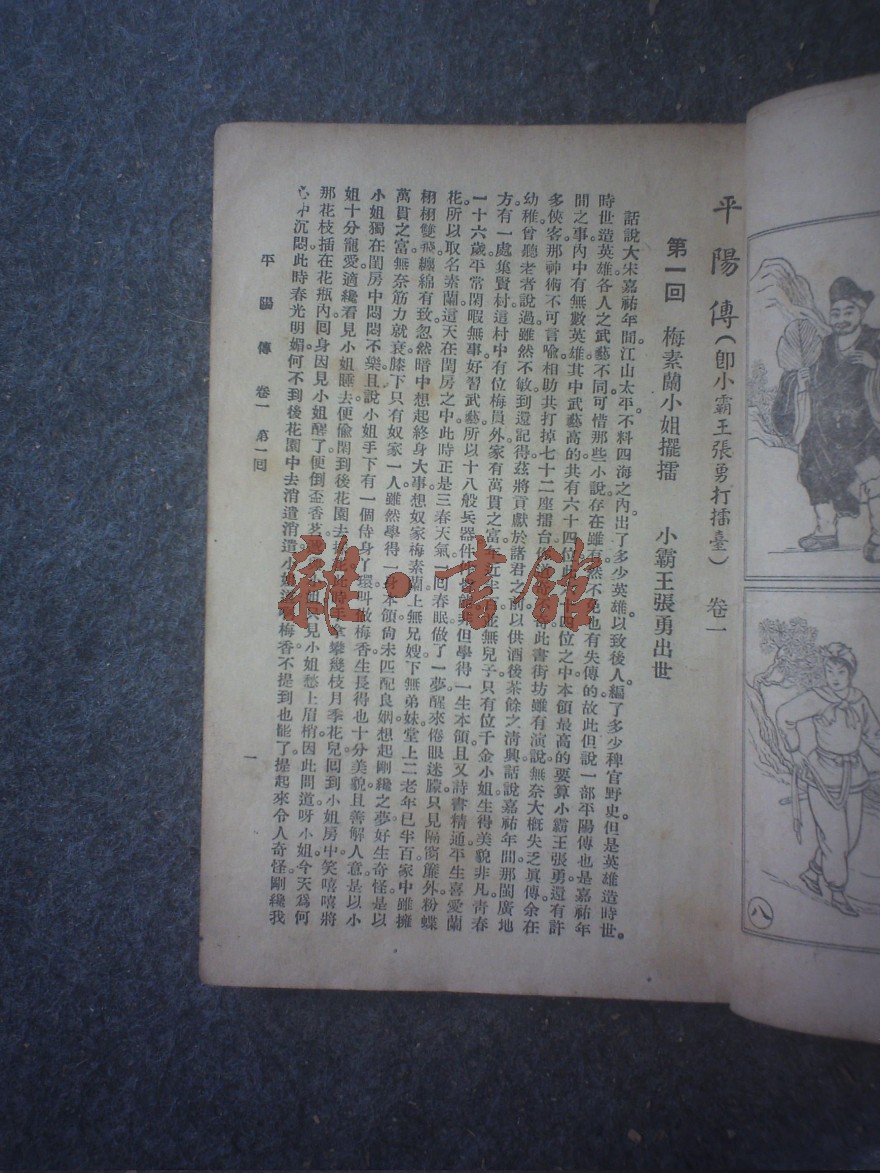 平陽傳(卽小霸王張勇打擂臺) 卷一
第一回 梅素蘭小姐擺擂 小霸王張勇出世
話說大宋嘉祐年間江山太平不料四海之內出了多少英雄以致後人編了多少稗官野史但是英雄造時世。
時世造英雄各人之武藝不同可惜那些小說存在雖有然不免也有失傳的故此但說一部平陽傳也是嘉祐年
間之事內中有無數英雄其中武藝高的共有六十四位此六十四位之中本領最高的要算小霸王張勇還有許
多俠客那神術不可言喻相助共打掉七十二座擂台 此書街坊雖有演說無奈大概失之眞傳余在
幼稚曾聽老者說過雖然不敏到還記得茲將貢獻於諸君之前以供酒後茶餘之淸興話說嘉祐年間那閩廣地
方有一處集賢村這村中有位梅員外家有萬貫之富年近半 並無兒子只有位千金小姐生得美貌非凡靑春
一十六歲平常閑暇無事好習武藝所以十八般兵器件 非但學得一生本領且又詩書精通平生喜愛蘭
花所以取名素蘭這天在閨房之中此時正是三春天氣一回春眠做了一夢醒來倦眼迷朦只見隔窗簾外粉蝶
栩栩雙飛纏綿有致忽然暗中想起終身大事想奴家梅素蘭上無兄嫂下無弟妹堂上二老年已半百家中雖擁
萬貫之富無奈筋力就衰膝下只有奴家一人雖然學得一身本領尙未匹配良姻想起剛纔之夢好生奇怪是以
小姐獨在閨房中悶悶不樂且說小姐手下有一個侍身丫環叫做梅香生長得也十分美貌且善解人意是以小
姐十分寵愛適纔看見小姐睡去便偷閑到後花園去 手拿攀幾枝月季花兒回到小姐房中笑嘻嘻將
那花枝插在花瓶內回身因見小姐醒了便倒盃香茗 小姐只見小姐愁上眉梢因此問道呀小姐今天爲何
心中沉悶此時春光明媚何不到後花園中去消遣消遣小姐道 梅香不提到也罷了提起來令人奇怪剛纔我
平陽傳 卷一 第一回
一
八
雜·書館